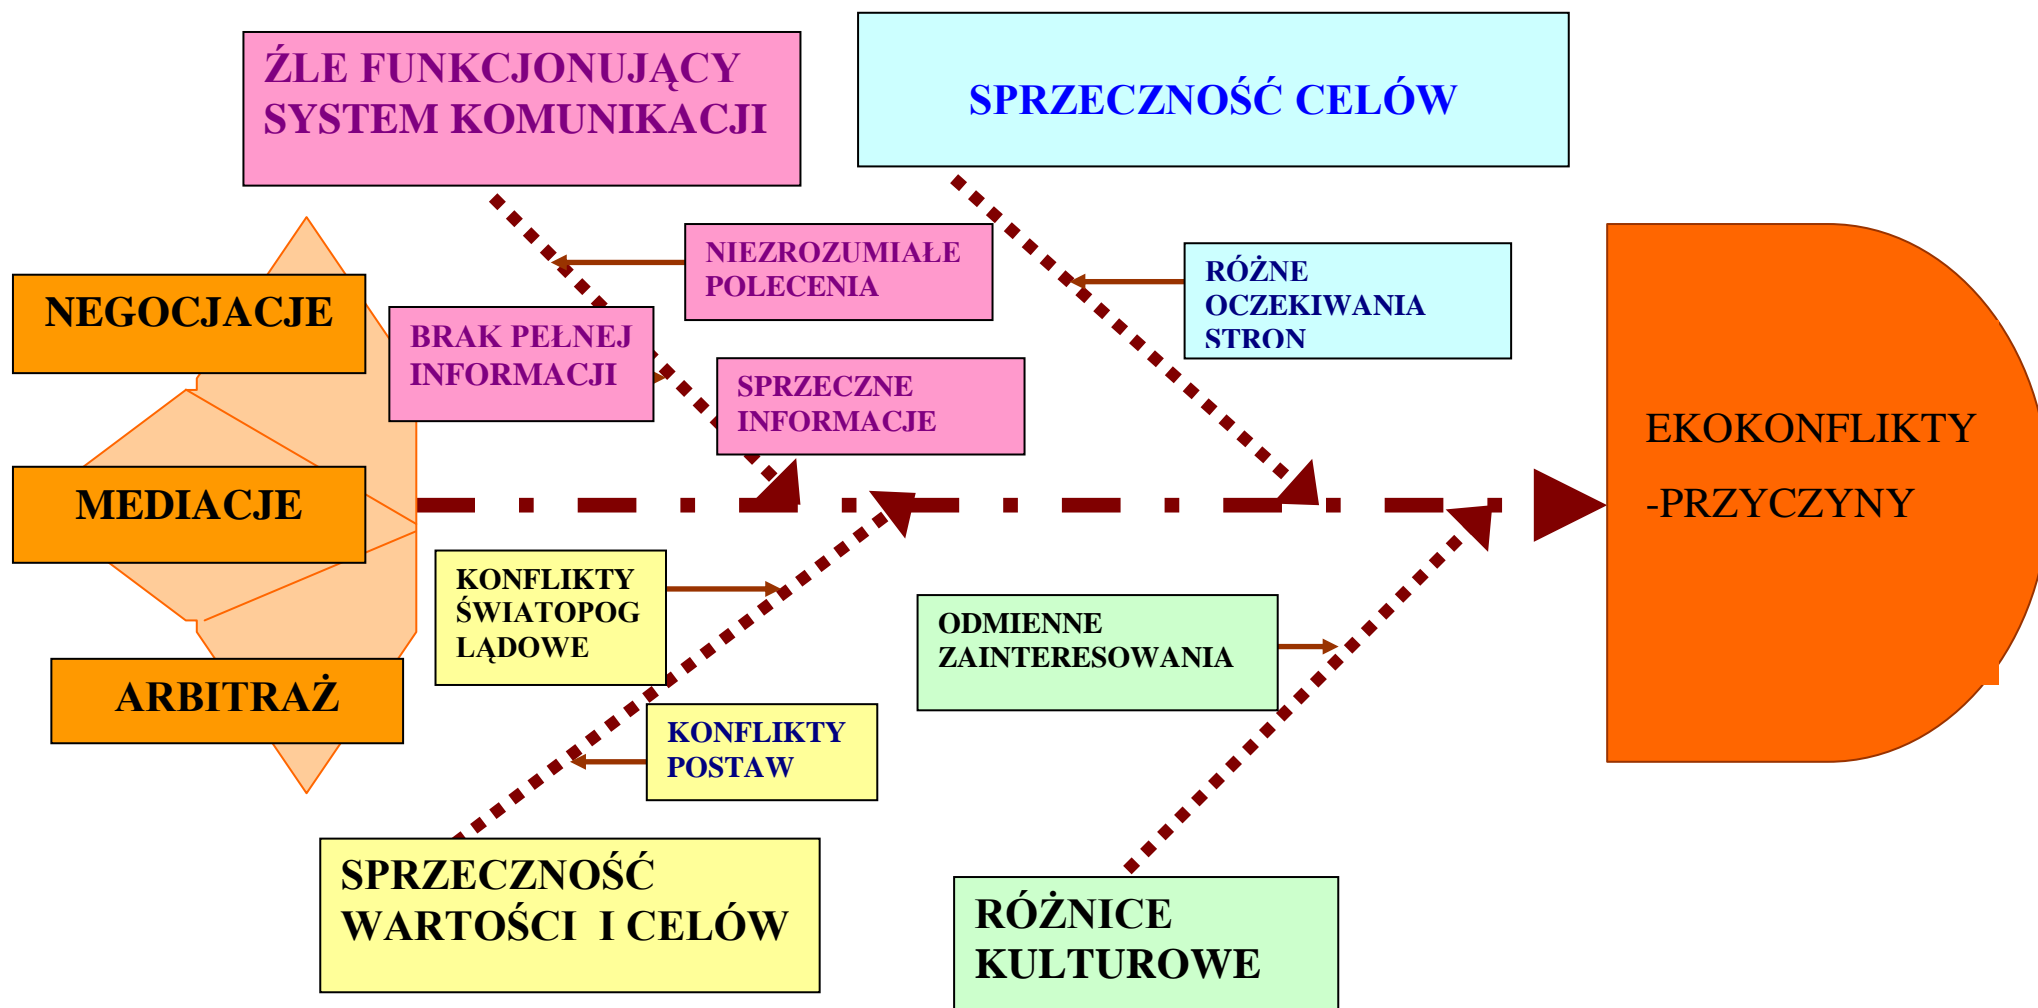 ŹLE FUNKCJONUJĄCY
SYSTEM KOMUNIKACJI
SPRZECZNOŚĆ CELÓW
NIEZROZUMIAŁE
POLECENIA
RÓŻNE
OCZEKIWANIA
STRON
NEGOCJACJE
BRAK PEŁNEJ
INFORMACJI
SPRZECZNE
INFORMACJE
EKOKONFLIKTY
-PRZYCZYNY
MEDIACJE
KONFLIKTY
ŚWIATOPOG
LĄDOWE
ODMIENNE
ZAINTERESOWANIA
ARBITRAŻ
KONFLIKTY
POSTAW
SPRZECZNOŚĆ
WARTOŚCI I CELÓW
RÓŻNICE
KULTUROWE